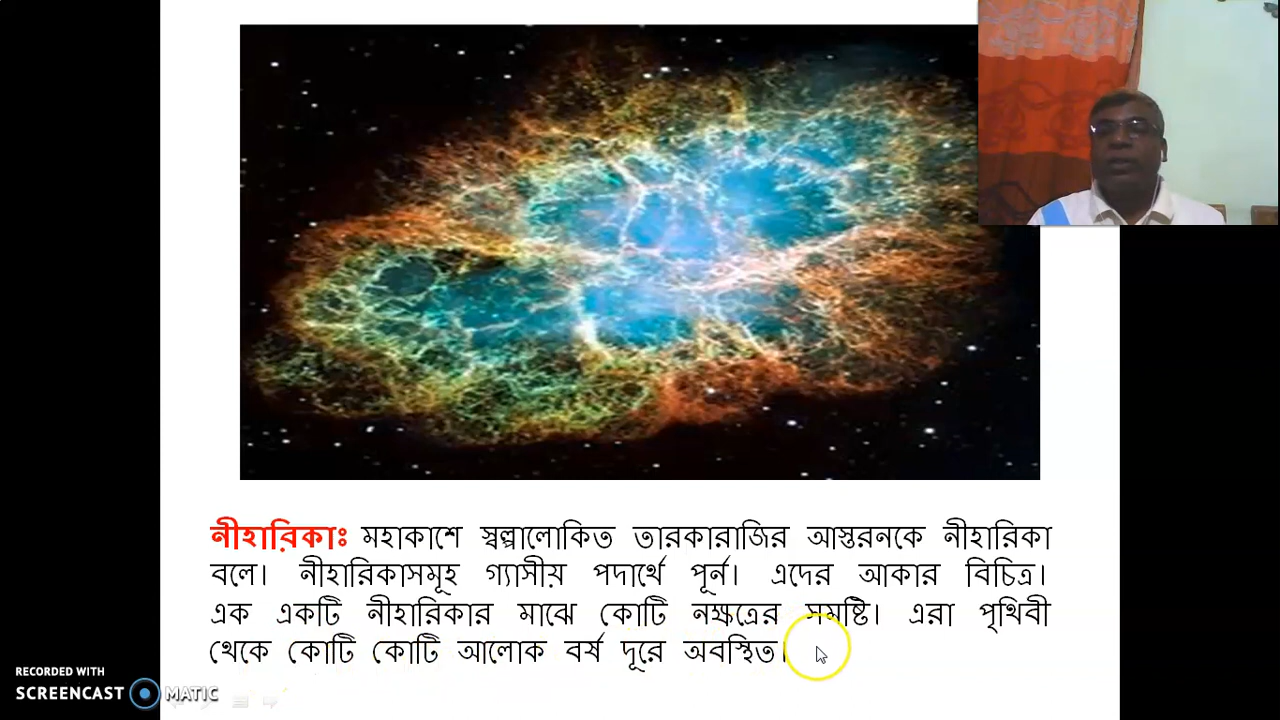 নীহারিকাঃ মহাকাশে স্বল্পালোকিত তারকারাজির আস্তরনকে নীহারিকা
বলে। নীহারিকাসমূহ গ্যাসীয় পদার্থে পূর্ন। এদের আকার বিচিত্র।
এক একটি নীহারিকার মাঝে কোটি নক্ষত্রের সমষ্টি। এরা পৃথিবী
থেকে কোটি কোটি আলোক বর্ষ দূরে অবস্থিত।
RECORDED WITH
SCREENCAST MATIC